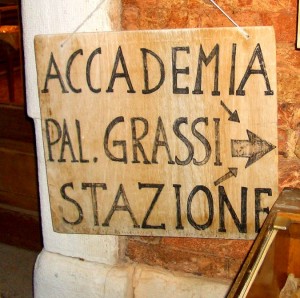 ACCADEMIA
PAL. GRASSI
STAZIONE